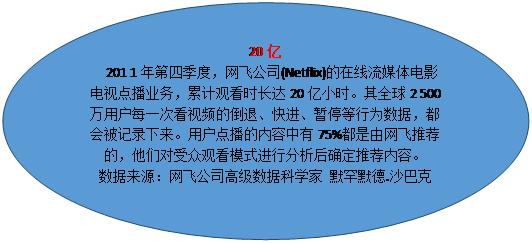 20 亿
2011 年第四季度，网飞公司(Netflix)的在线流媒体电影
电视点播业务，累计观看时长达 20 亿小时。其全球 2 500
万用户每一次看视频的倒退、快进、暂停等行为数据，都
会被记录下来。用户点播的内容中有 75%都是由网飞推荐
的，他们对受众观看模式进行分析后确定推荐内容。
数据来源：网飞公司高级数据科学家 默罕默德.沙巴克